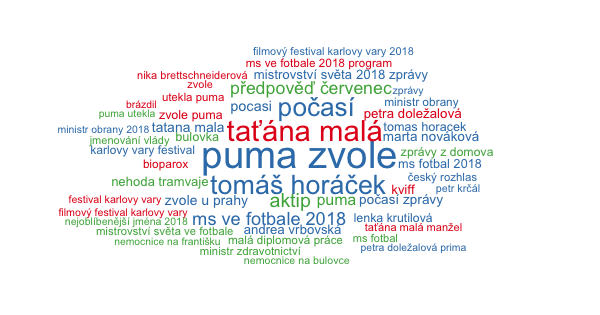 filmový festival karlovy vary 2018
ms ve fotbale 2018 program
nika brettschneiderová mistrovství světa 2018 zprávy
zvole předpověď červenec zprávy
utekla puma
brázdil pocasi počasí ministr obrany
puma utekla zvole puma petra doležalová
ministr obrany 2018 tatana mala taťána malá tomas horacek
jmenování vlády bulovka marta nováková
karlovy vary festival puma zvole zprávy z domova
bioparox ms fotbal 2018
nehoda tramvaje tomáš horáček český rozhlas
kviff petr krčál
festival karlovy vary zvole u prahy aktip puma počasí zprávy
filmový festival karlovy vary
nejoblíbenější jména 2018 ms ve fotbale 2018 lenka krutilová
mistrovství světa ve fotbale andrea vrbovská taťána malá manžel
nemocnice na františku malá diplomová práce ms fotbal
ministr zdravotnictví petra doležalová prima
nemocnice na bulovce